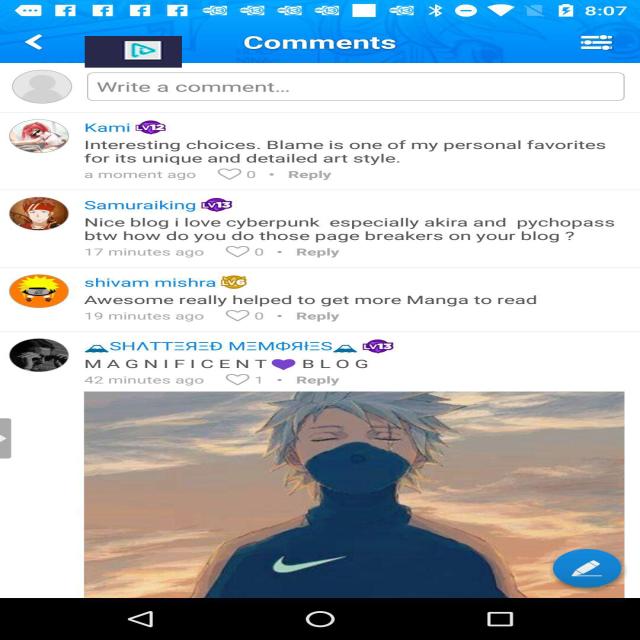 8:07
Comments
Write a comment...
Kami Lv12
Interesting choices. Blame is one of my personal favorites
for its unique and detailed art style.
a moment ago 0 • Reply
Samuraiking Lv13
Nice blog i love cyberpunk especially akira and pychopass
btw how do you do those page breakers on your blog ?
17 minutes ago 0 • Reply
shivam mishra Lv6
Awesome really helped to get more Manga to read
19 minutes ago 0 • Reply
SHΛTTΞЯΞĐ MΞMФЯIΞS Lv13
M A G N I F I C E N T 💜 B L O G
42 minutes ago 1 • Reply